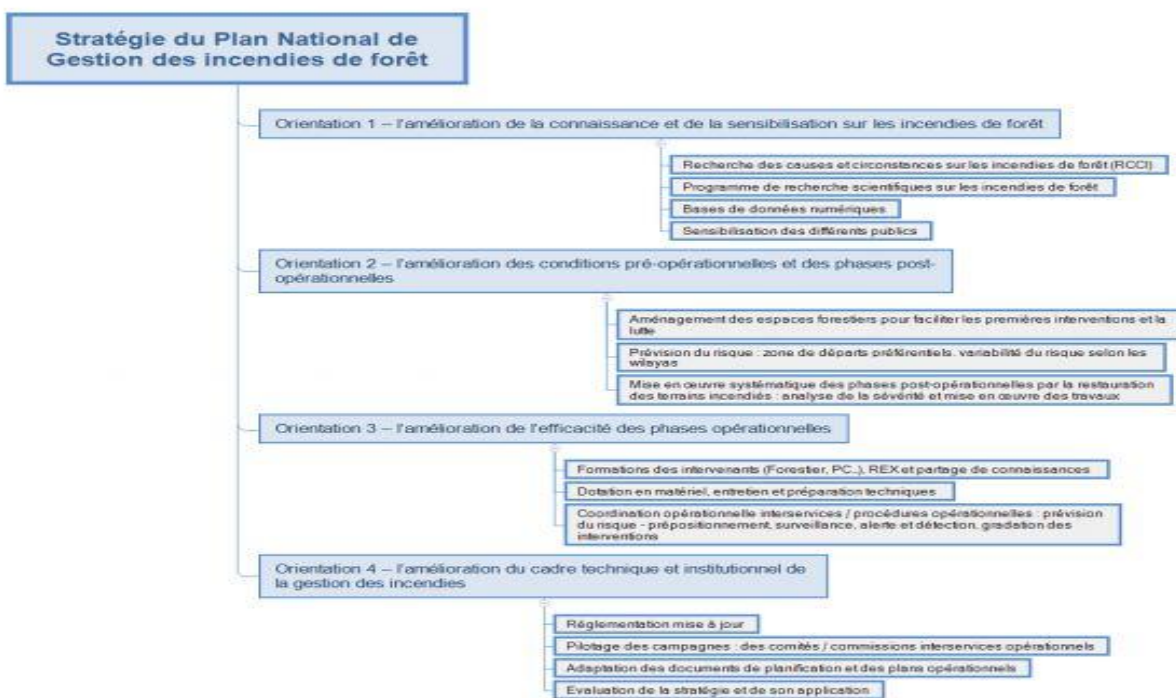 Stratégie du Plan National de
Gestion des incendies de forêt
Orientation 1 – l'amélioration de la connaissance et de la sensibilisation sur les incendies de forêt
Recherche des causes et circonstances sur les incendies de forêt (RCCI)
Programme de recherche scientifiques sur les incendies de forêt
Bases de données numériques
Sensibilisation des différents publics
Orientation 2 – l'amélioration des conditions pré-opérationnelles et des phases post-
opérationnelles
Aménagement des espaces forestiers pour faciliter les premières interventions et la
lutte
Prévision du risque : zone de départs préférentiels, variabilité du risque selon les
wilayas
Mise en œuvre systématique des phases post-opérationnelles par la restauration
des terrains incendiés : analyse de la sévérité et mise en œuvre des travaux
Orientation 3 – l'amélioration de l'efficacité des phases opérationnelles
Formations des intervenants (Forestier, PC..), REX et partage de connaissances
Dotation en matériel, entretien et préparation techniques
Coordination opérationnelle interservices / procédures opérationnelles : prévision
du risque - prépositionnement, surveillance, alerte et détection, gradation des
interventions
Orientation 4 – l'amélioration du cadre technique et institutionnel de
la gestion des incendies
Réglementation mise à jour
Pilotage des campagnes : des comités / commissions interservices opérationnels
Adaptation des documents de planification et des plans opérationnels
Evaluation de la stratégie et de son application